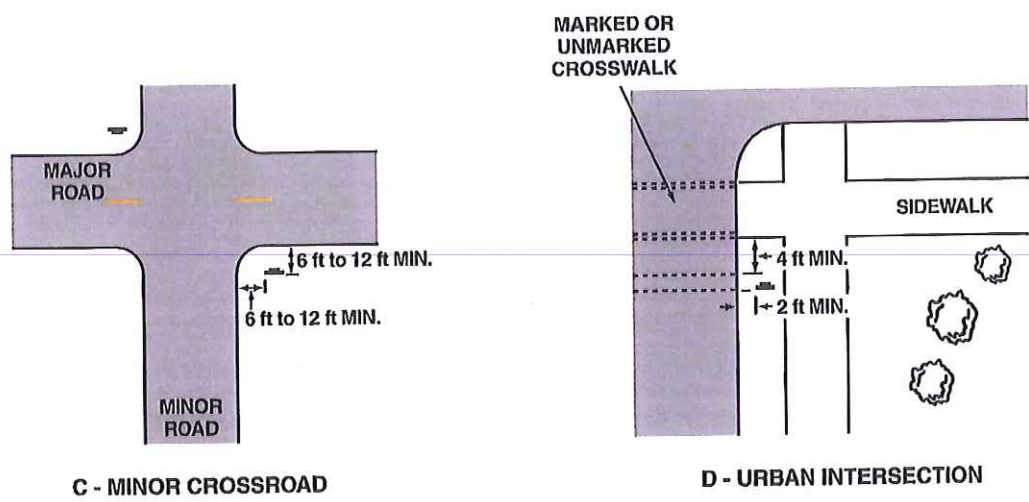 MARKED OR
UNMARKED
CROSSWALK
MAJOR
ROAD
6 ft to 12 ft MIN.
6 ft to 12 ft MIN.
MINOR
ROAD
C - MINOR CROSSROAD
SIDEWALK
4 ft MIN.
2 ft MIN.
D - URBAN INTERSECTION